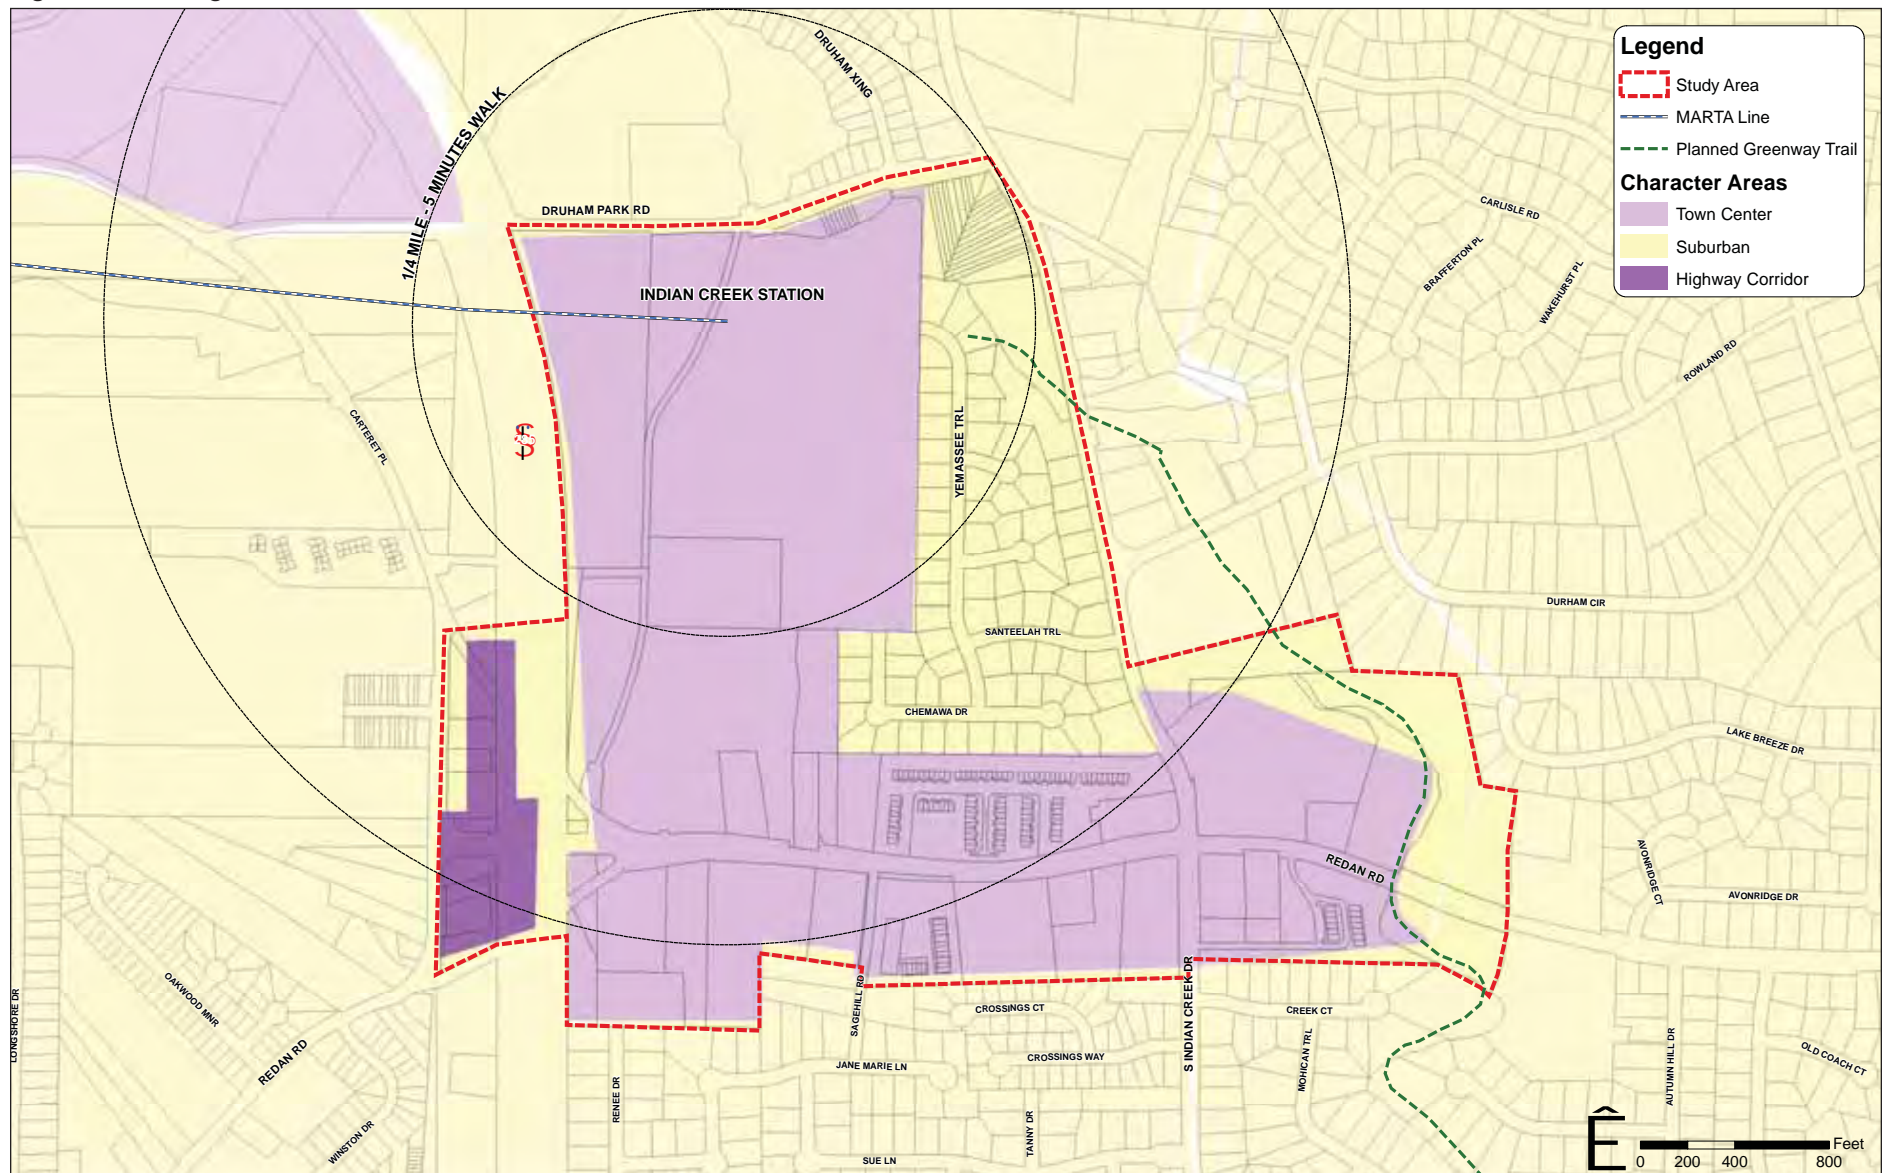 DRUHAM XING
Legend
Study Area
MARTA Line
Planned Greenway Trail
Character Areas
Town Center
Suburban
Highway Corridor
1/4 MILE - 5 MINUTES WALK
DRUHAM PARK RD
CARLISLE RD
BRAFFERTON PL
WAKEHURST PL
INDIAN CREEK STATION
ROWLAND RD
CARTERET PL
YEMASSEE TRL
DURHAM CIR
SANTEELAH TRL
CHEMAWA DR
LAKE BREEZE DR
REDAN RD
AVONRIDGE CT
AVONRIDGE DR
LONGSHORE DR
OAKWOOD MNR
SAGEHILL RD
S INDIAN CREEK DR
CROSSINGS CT
CREEK CT
REDAN RD
JANE MARIE LN
CROSSINGS WAY
MOHICAN TRL
AUTUMN HILL DR
OLD COACH CT
RENEE DR
TANNY DR
WINSTON DR
SUE LN
Feet
0 200 400 800